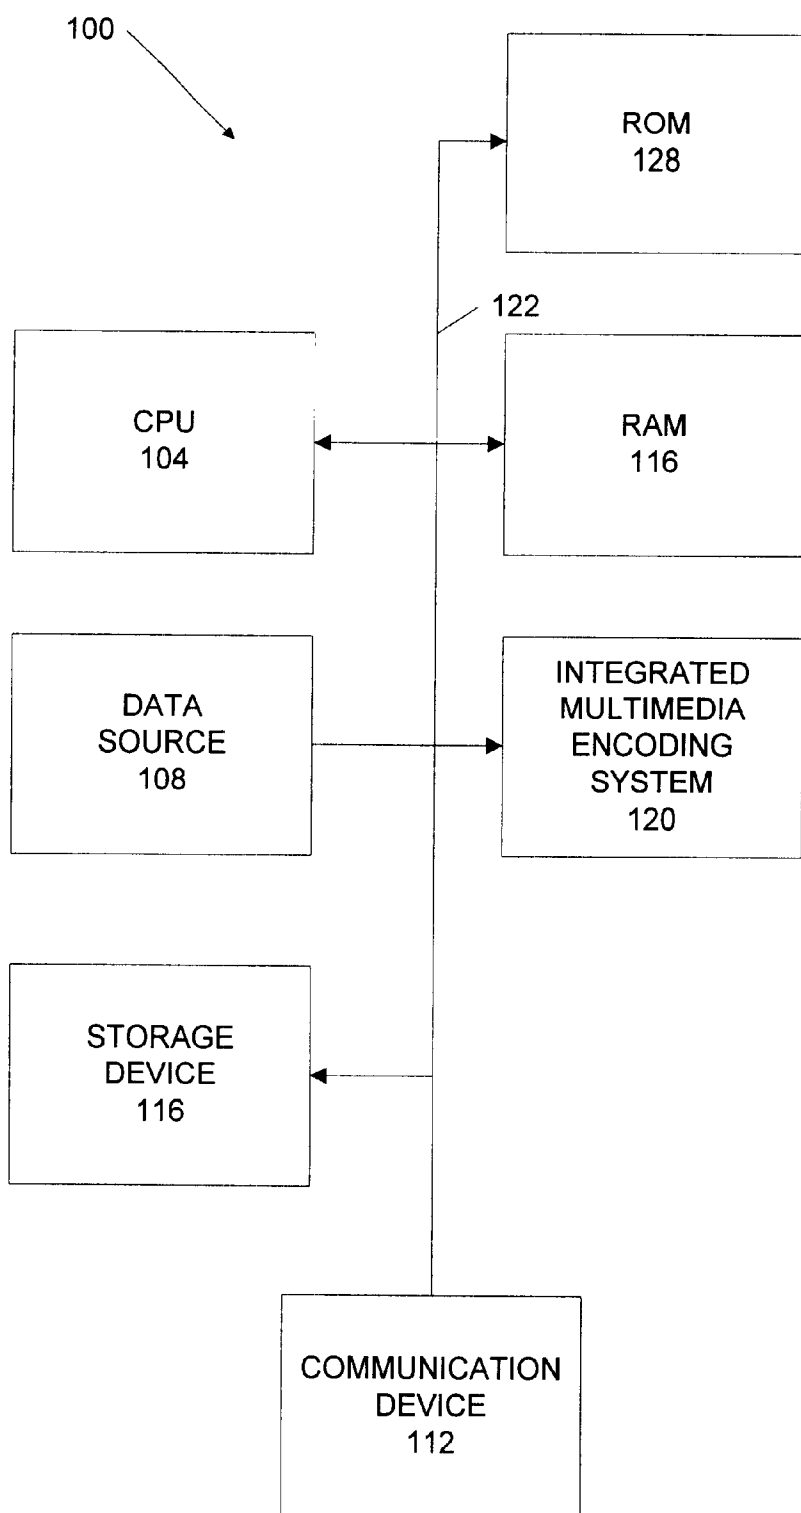 100
ROM
128
122
CPU
104
RAM
116
DATA
SOURCE
108
INTEGRATED
MULTIMEDIA
ENCODING
SYSTEM
120
STORAGE
DEVICE
116
COMMUNICATION
DEVICE
112